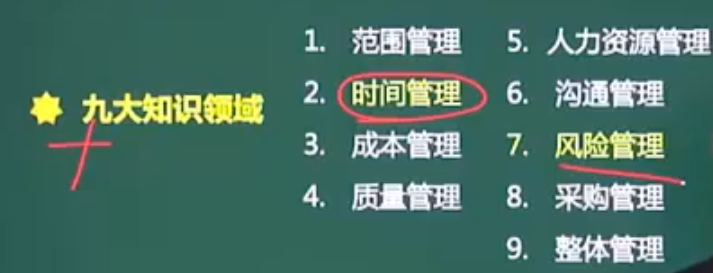 九大知识领域
十
1. 范围管理
2. 时间管理
3. 成本管理
4. 质量管理
5. 人力资源管理
6. 沟通管理
7. 风险管理
8. 采购管理
9. 整体管理